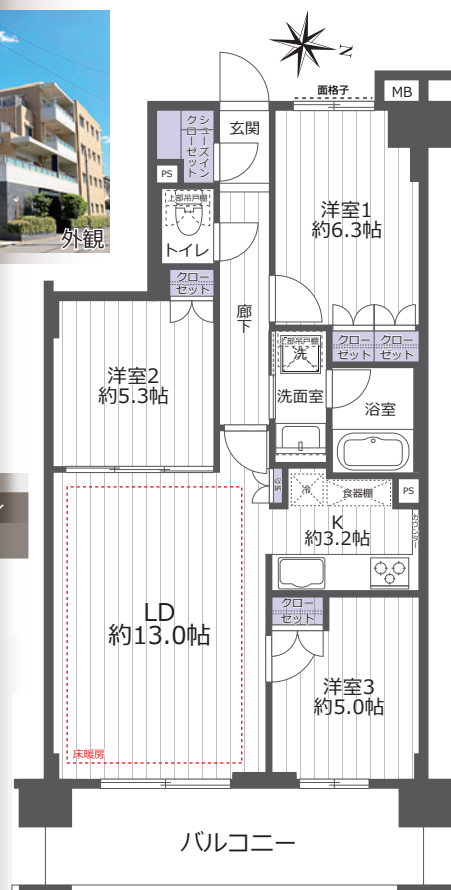 外観
N
面格子
MB
玄関
シューズイン
クローゼット
PS
上部吊戸棚
トイレ
クロー
ゼット
廊下
洋室1
約6.3帖
クロー
ゼット
クロー
ゼット
洋室2
約5.3帖
上部吊戸棚
洗
洗面室
浴室
冷
食器棚
PS
K
約3.2帖
カウンター
LD
約13.0帖
床暖房
クロー
ゼット
洋室3
約5.0帖
バルコニー